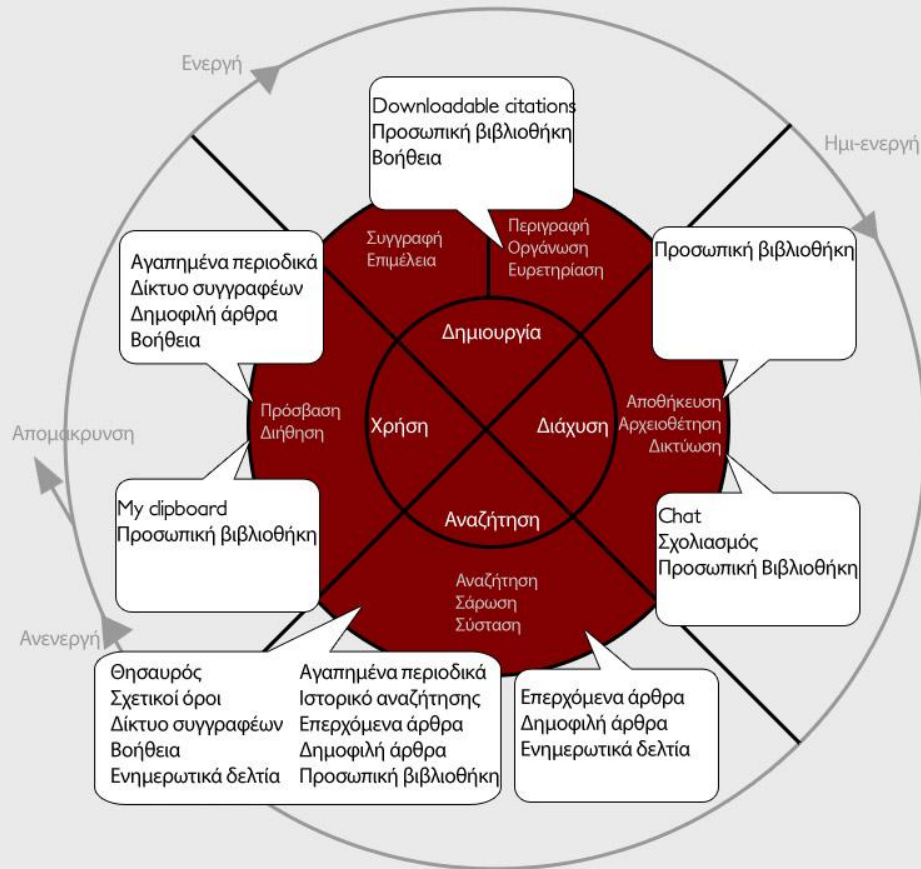 Ενεργή
Ημι-ενεργή
Downloadable citations
Προσωπική βιβλιοθήκη
Βοήθεια
Συγγραφή
Επιμέλεια
Περιγραφή
Οργάνωση
Ευρετηρίαση
Αγαπημένα περιοδικά
Δίκτυο συγγραφέων
Δημοφιλή άρθρα
Βοήθεια
Προσωπική βιβλιοθήκη
Δημιουργία
Πρόσβαση
Διήθηση
Χρήση
Διάχυση
Αποθήκευση
Αρχειοθέτηση
Δικτύωση
Απομάκρυνση
My clipboard
Προσωπική βιβλιοθήκη
Αναζήτηση
Chat
Σχολιασμός
Προσωπική Βιβλιοθήκη
Αναζήτηση
Σάρωση
Σύσταση
Ανενεργή
Θησαυρός
Σχετικοί όροι
Δίκτυο συγγραφέων
Βοήθεια
Ενημερωτικά δελτία
Αγαπημένα περιοδικά
Ιστορικό αναζήτησης
Επερχόμενα άρθρα
Δημοφιλή άρθρα
Προσωπική βιβλιοθήκη
Επερχόμενα άρθρα
Δημοφιλή άρθρα
Ενημερωτικά δελτία